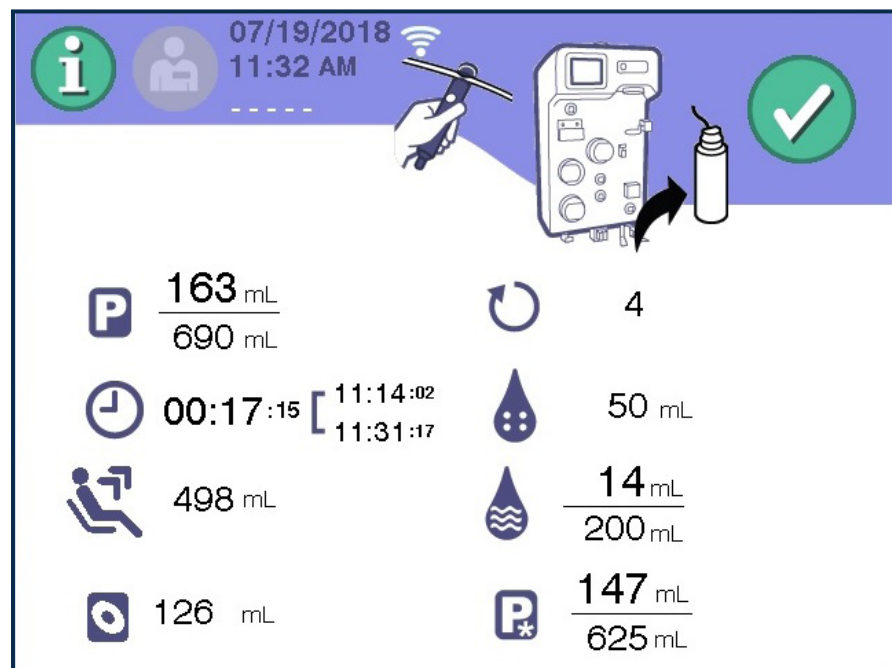 07/19/2018
11:32 AM
- - - - -
P 163 mL
690 mL
4
00:17:15 [ 11:14:02
11:31:17
50 mL
498 mL
14 mL
200 mL
126 mL
P* 147 mL
625 mL